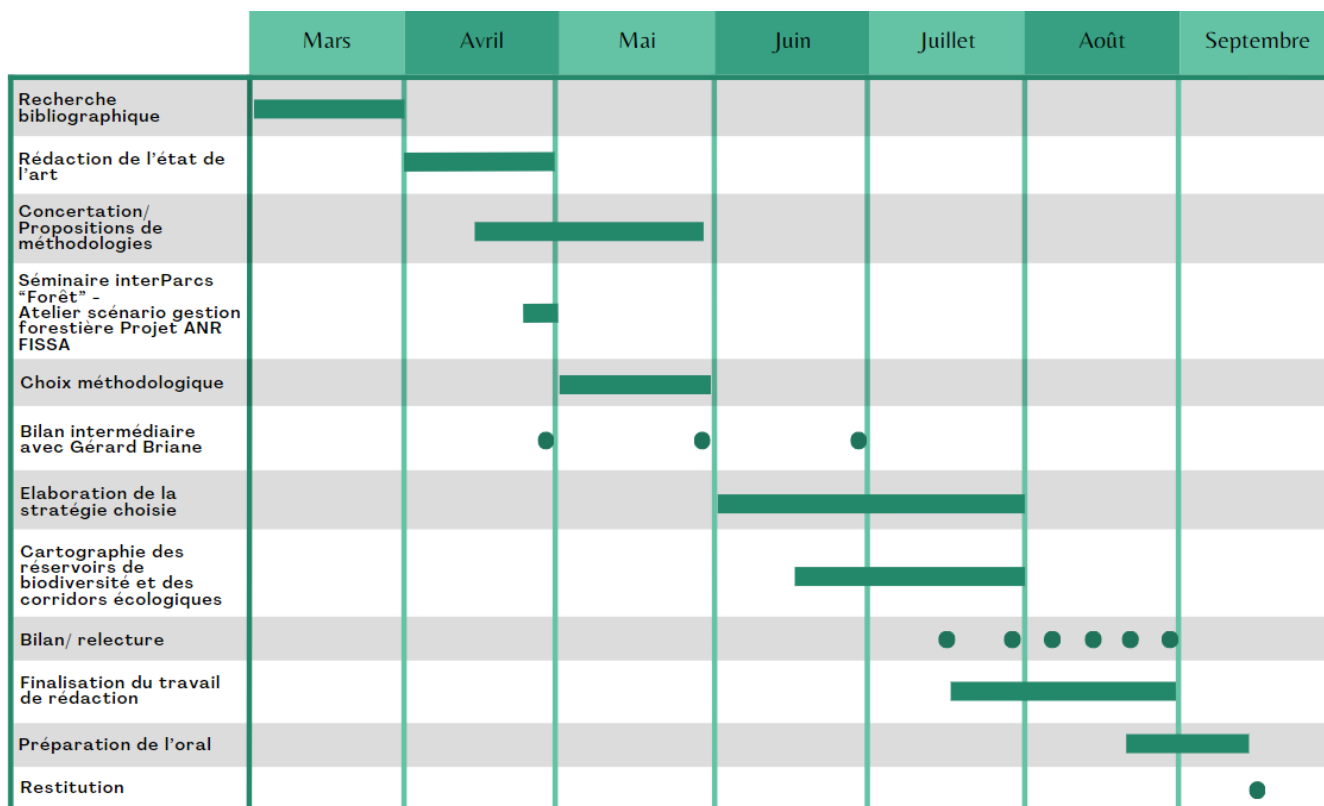 Mars Avril Mai Juin Juillet Août Septembre
Recherche
bibliographique
Rédaction de l'état de
l'art
Concertation/
Propositions de
méthodologies
Séminaire interParcs
“Forêt” -
Atelier scénario gestion
forestière Projet ANR
FISSA
Choix méthodologique
Bilan intermédiaire
avec Gérard Briane
Elaboration de la
stratégie choisie
Cartographie des
réservoirs de
biodiversité et des
corridors écologiques
Bilan/ relecture
Finalisation du travail
de rédaction
Préparation de l'oral
Restitution